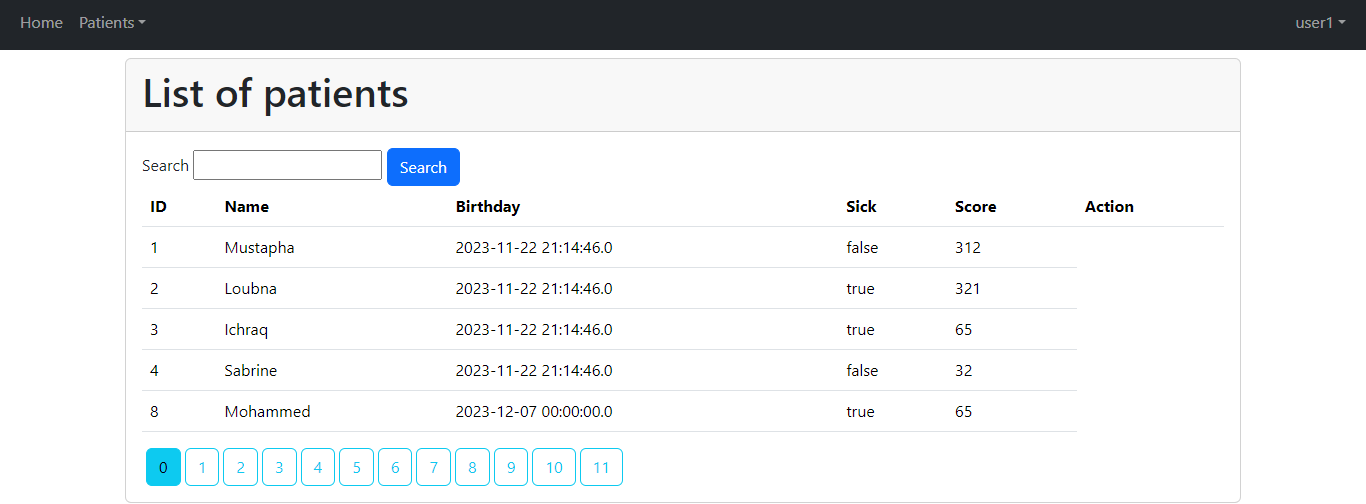 Home Patients user1
List of patients
Search Search
ID Name Birthday Sick Score Action
1 Mustapha 2023-11-22 21:14:46.0 false 312
2 Loubna 2023-11-22 21:14:46.0 true 321
3 Ichraq 2023-11-22 21:14:46.0 true 65
4 Sabrine 2023-11-22 21:14:46.0 false 32
8 Mohammed 2023-12-07 00:00:00.0 true 65
0 1 2 3 4 5 6 7 8 9 10 11